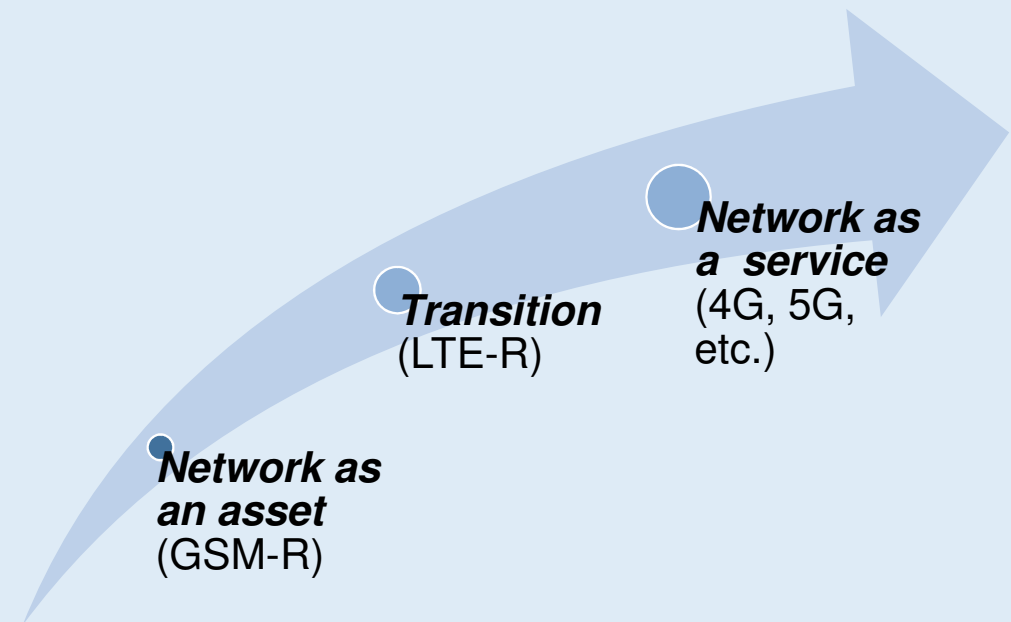 Network as
a service
(4G, 5G,
etc.)
Transition
(LTE-R)
Network as
an asset
(GSM-R)